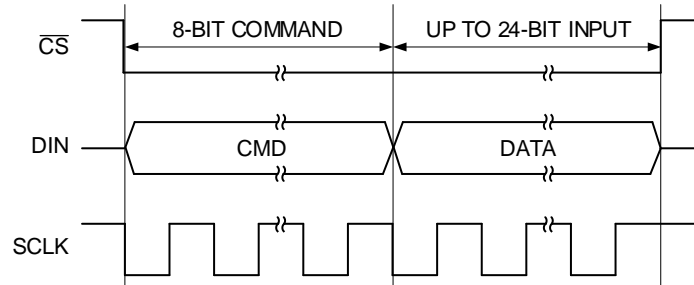 8-BIT COMMAND
UP TO 24-BIT INPUT
CS
DIN
CMD
DATA
SCLK